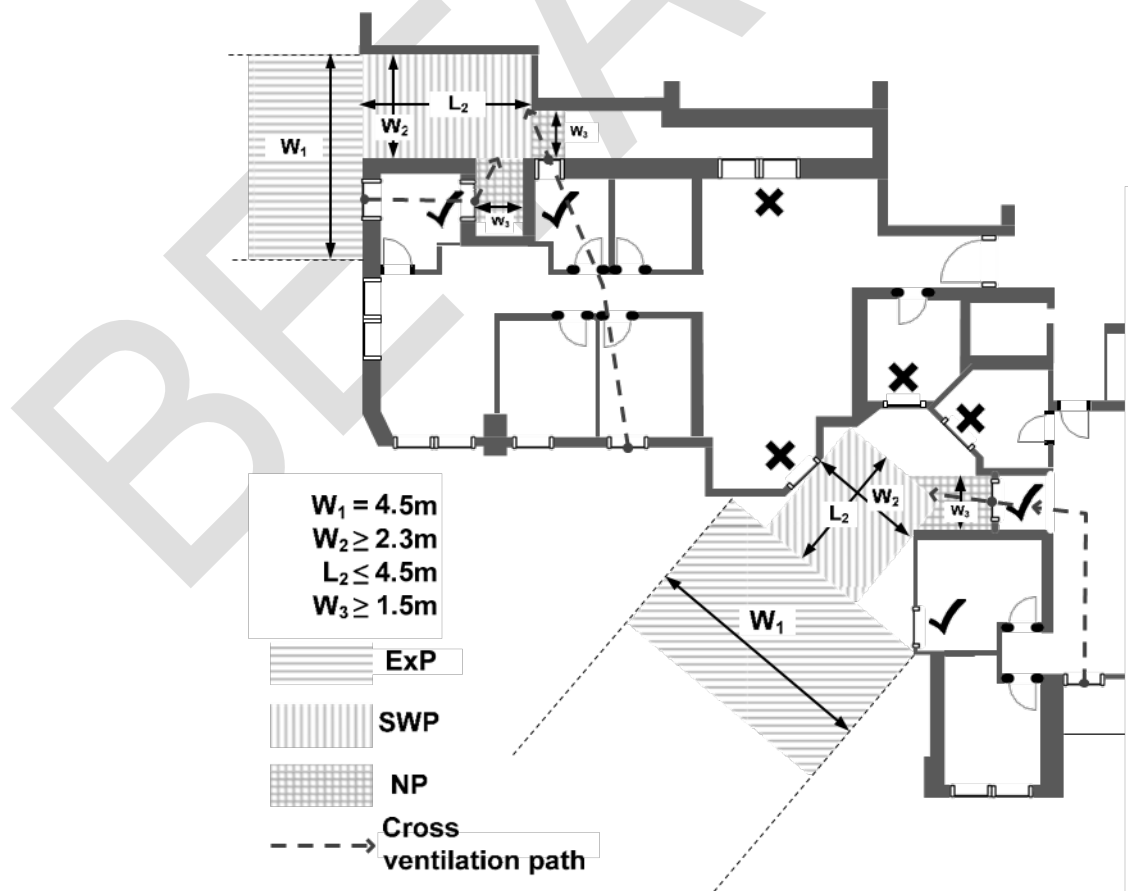 BETA
W₁
W₂
L₂
W₃
W₃
W₂
L₂
W₃
W₁
W₁ = 4.5m
W₂ ≥ 2.3m
L₂ ≤ 4.5m
W₃ ≥ 1.5m
ExP
SWP
NP
Cross
ventilation path